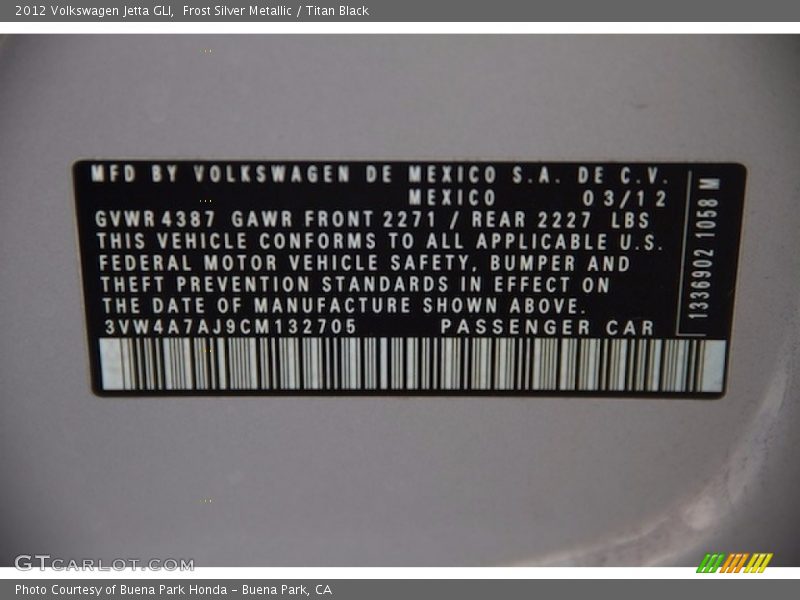 2012 Volkswagen Jetta GLI, Frost Silver Metallic / Titan Black
MFD BY VOLKSWAGEN DE MEXICO S.A. DE C.V.
MEXICO 03/12
GVWR 4387 GAWR FRONT 2271 / REAR 2227 LBS
THIS VEHICLE CONFORMS TO ALL APPLICABLE U.S.
FEDERAL MOTOR VEHICLE SAFETY, BUMPER AND
THEFT PREVENTION STANDARDS IN EFFECT ON
THE DATE OF MANUFACTURE SHOWN ABOVE.
3VW4A7AJ9CM132705 PASSENGER CAR
1336902 1058 M
GTCARLOT.COM
Photo Courtesy of Buena Park Honda - Buena Park, CA